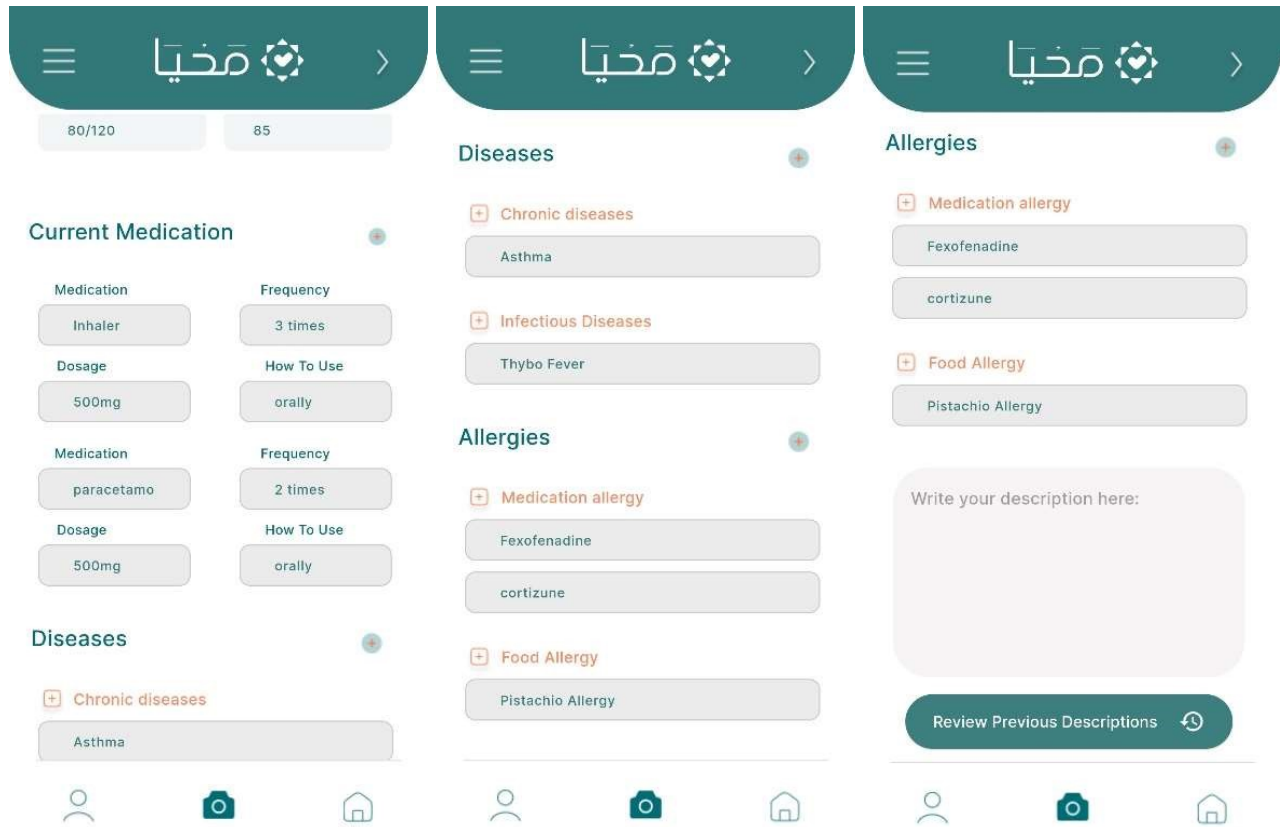 مَحْيَا
80/120 85
Current Medication
Medication Frequency
Inhaler 3 times
Dosage How To Use
500mg orally
Medication Frequency
paracetamo 2 times
Dosage How To Use
500mg orally
Diseases
Chronic diseases
Asthma
مَحْيَا
Diseases
Chronic diseases
Asthma
Infectious Diseases
Thybo Fever
Allergies
Medication allergy
Fexofenadine
cortizune
Food Allergy
Pistachio Allergy
مَحْيَا
Allergies
Medication allergy
Fexofenadine
cortizune
Food Allergy
Pistachio Allergy
Write your description here:
Review Previous Descriptions